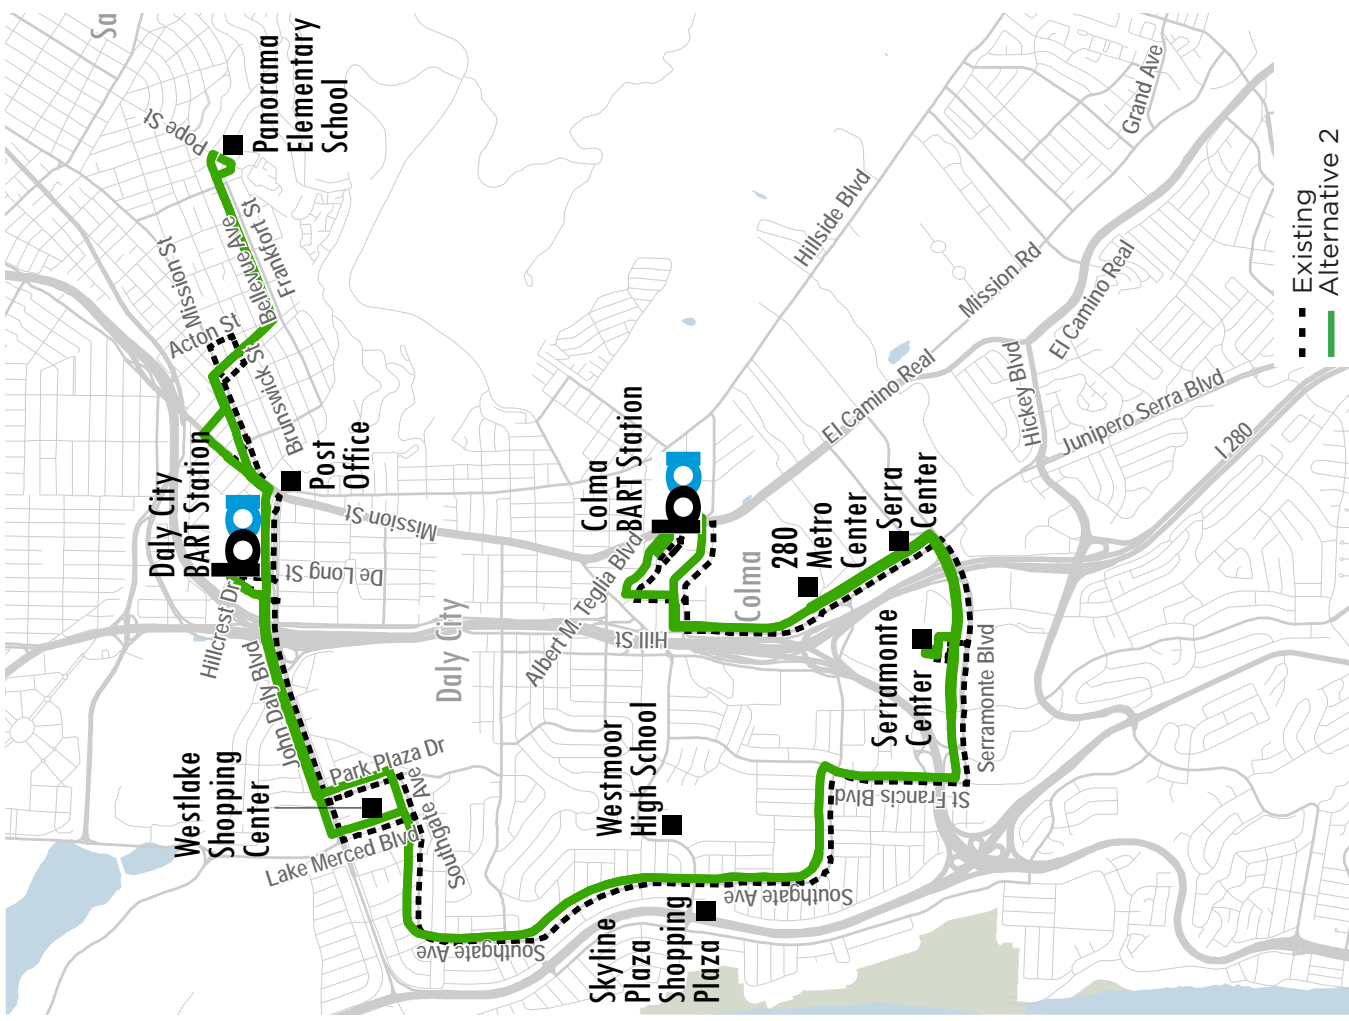 Sa
Pope St
Panorama
Elementary
School
Mission St
Bellevue Ave
Frankfort St
Acton St
Brunswick St
Daly City
BART Station
Post
Office
Hillcrest Dr
De Long St
Mission St
John Daly Blvd
Daly City
Westlake
Shopping
Center
Park Plaza Dr
Lake Merced Blvd
Southgate Ave
Southgate Ave
Colma
BART Station
Albert M. Teglia Blvd
Hill St
Colma
280
Metro
Center
Serra
Center
Serramonte
Center
Serramonte Blvd
St Francis Blvd
Westmoor
High School
Southgate Ave
Skyline
Plaza
Shopping
Plaza
Hillside Blvd
Mission Rd
Grand Ave
El Camino Real
El Camino Real
Hickey Blvd
Junipero Serra Blvd
I 280
Existing
Alternative 2
ba
ba